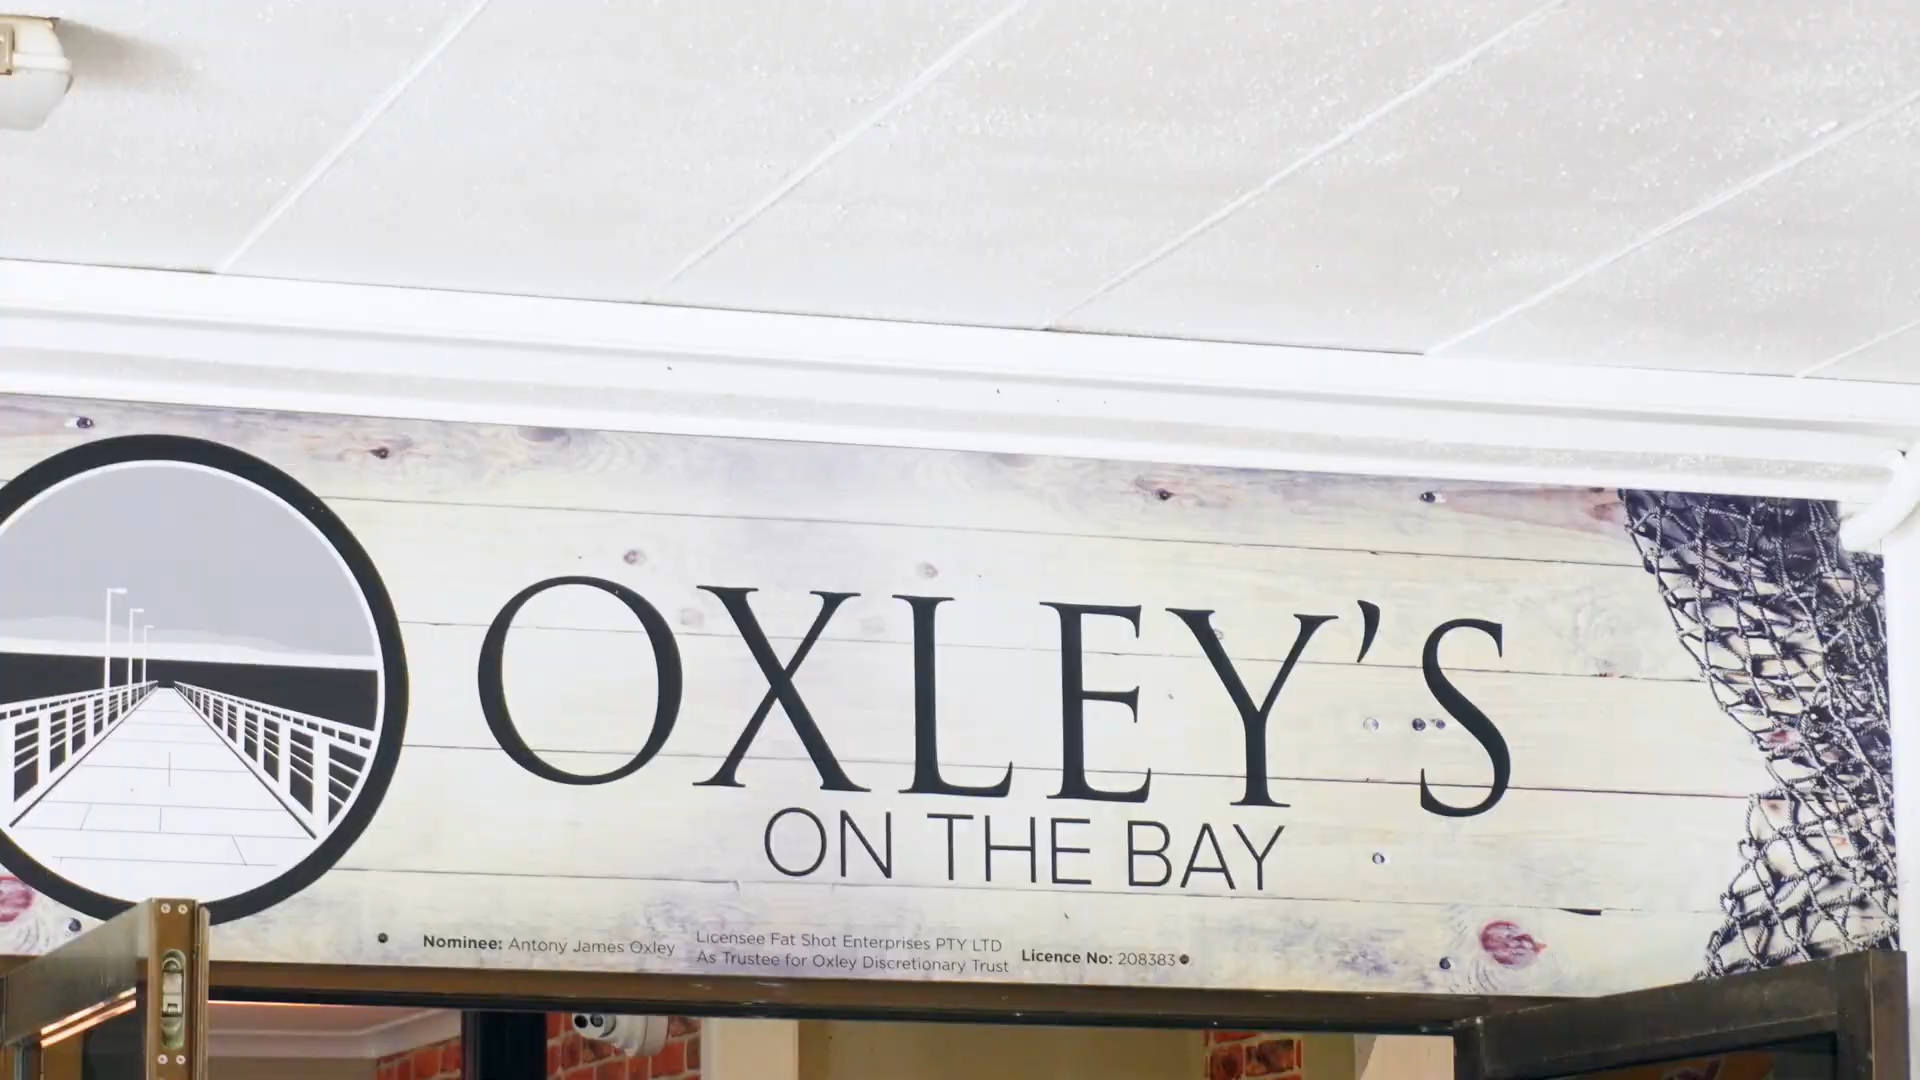 OXLEY'S
ON THE BAY
Nominee: Antony James Oxley
Licensee Fat Shot Enterprises PTY LTD
As Trustee for Oxley Discretionary Trust
Licence No: 208383